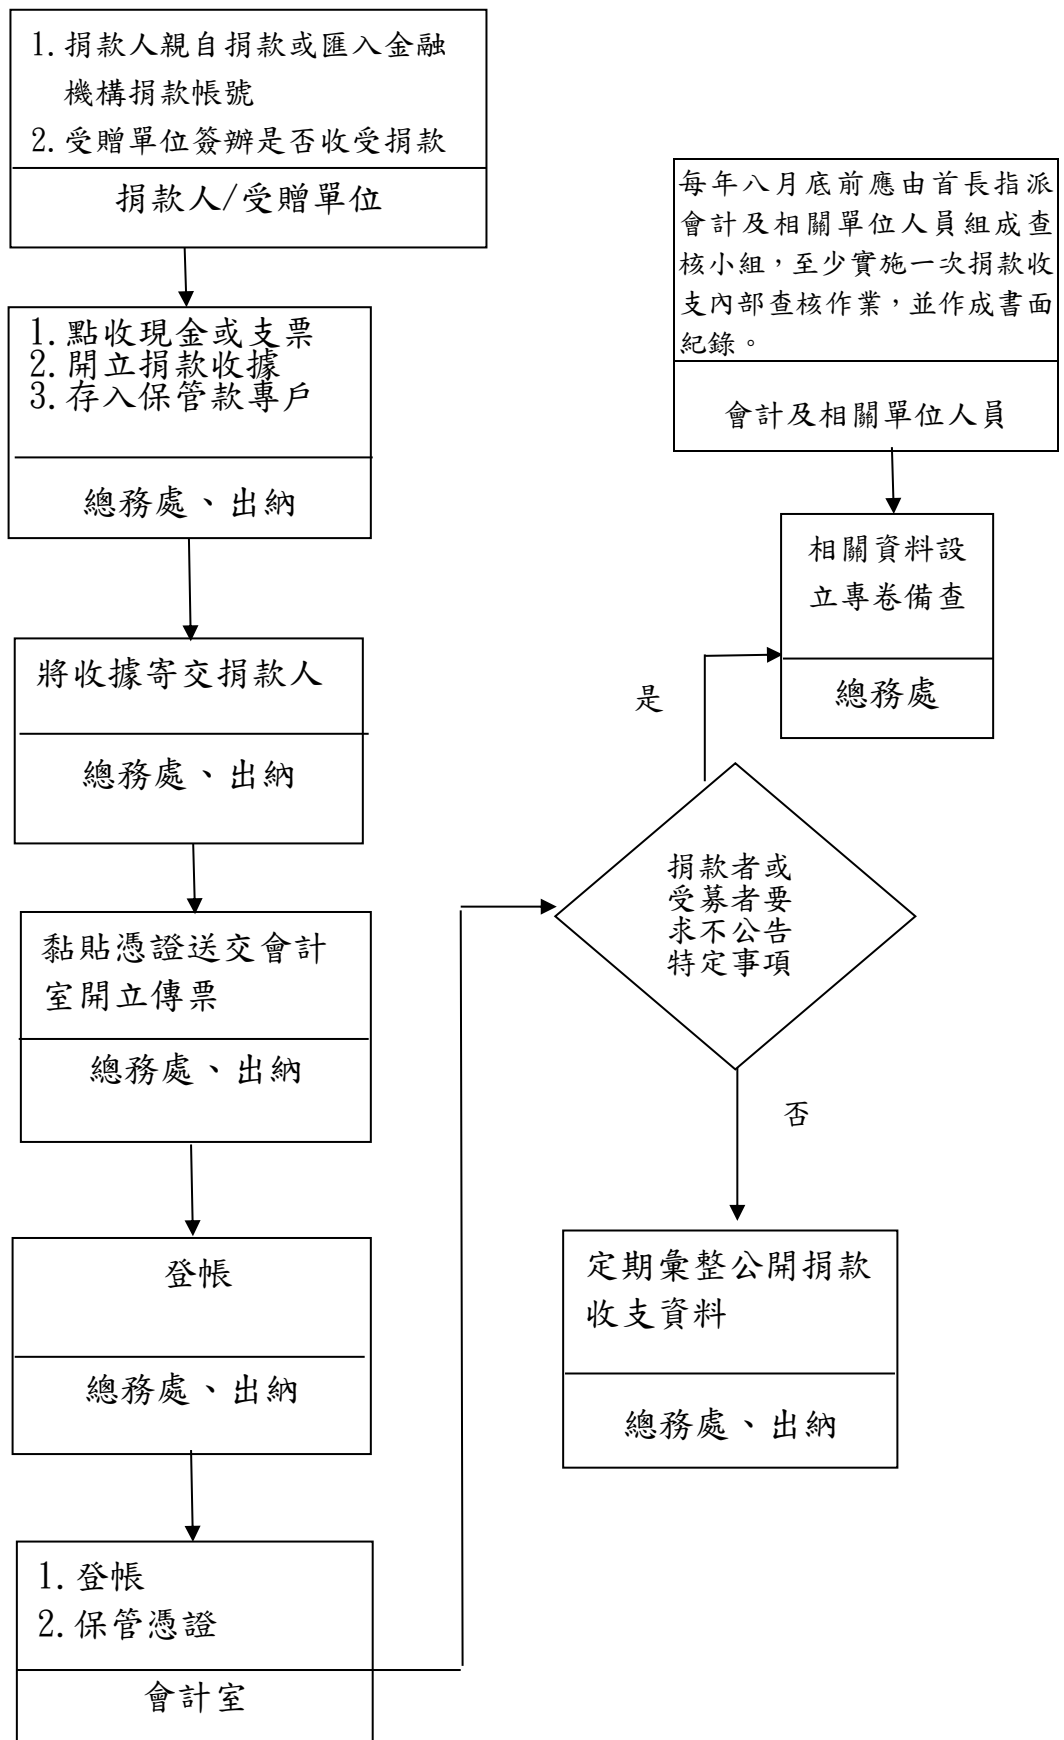 1.捐款人親自捐款或匯入金融
機構捐款帳號
2.受贈單位簽辦是否收受捐款
捐款人/受贈單位
1.點收現金或支票
2.開立捐款收據
3.存入保管款專戶
總務處、出納
將收據寄交捐款人
總務處、出納
黏貼憑證送交會計
室開立傳票
總務處、出納
登帳
總務處、出納
1.登帳
2.保管憑證
會計室
每年八月底前應由首長指派
會計及相關單位人員組成查
核小組，至少實施一次捐款收
支內部查核作業，並作成書面
紀錄。
會計及相關單位人員
相關資料設
立專卷備查
總務處
是
捐款者或
受募者要
求不公告
特定事項
否
定期彙整公開捐款
收支資料
總務處、出納